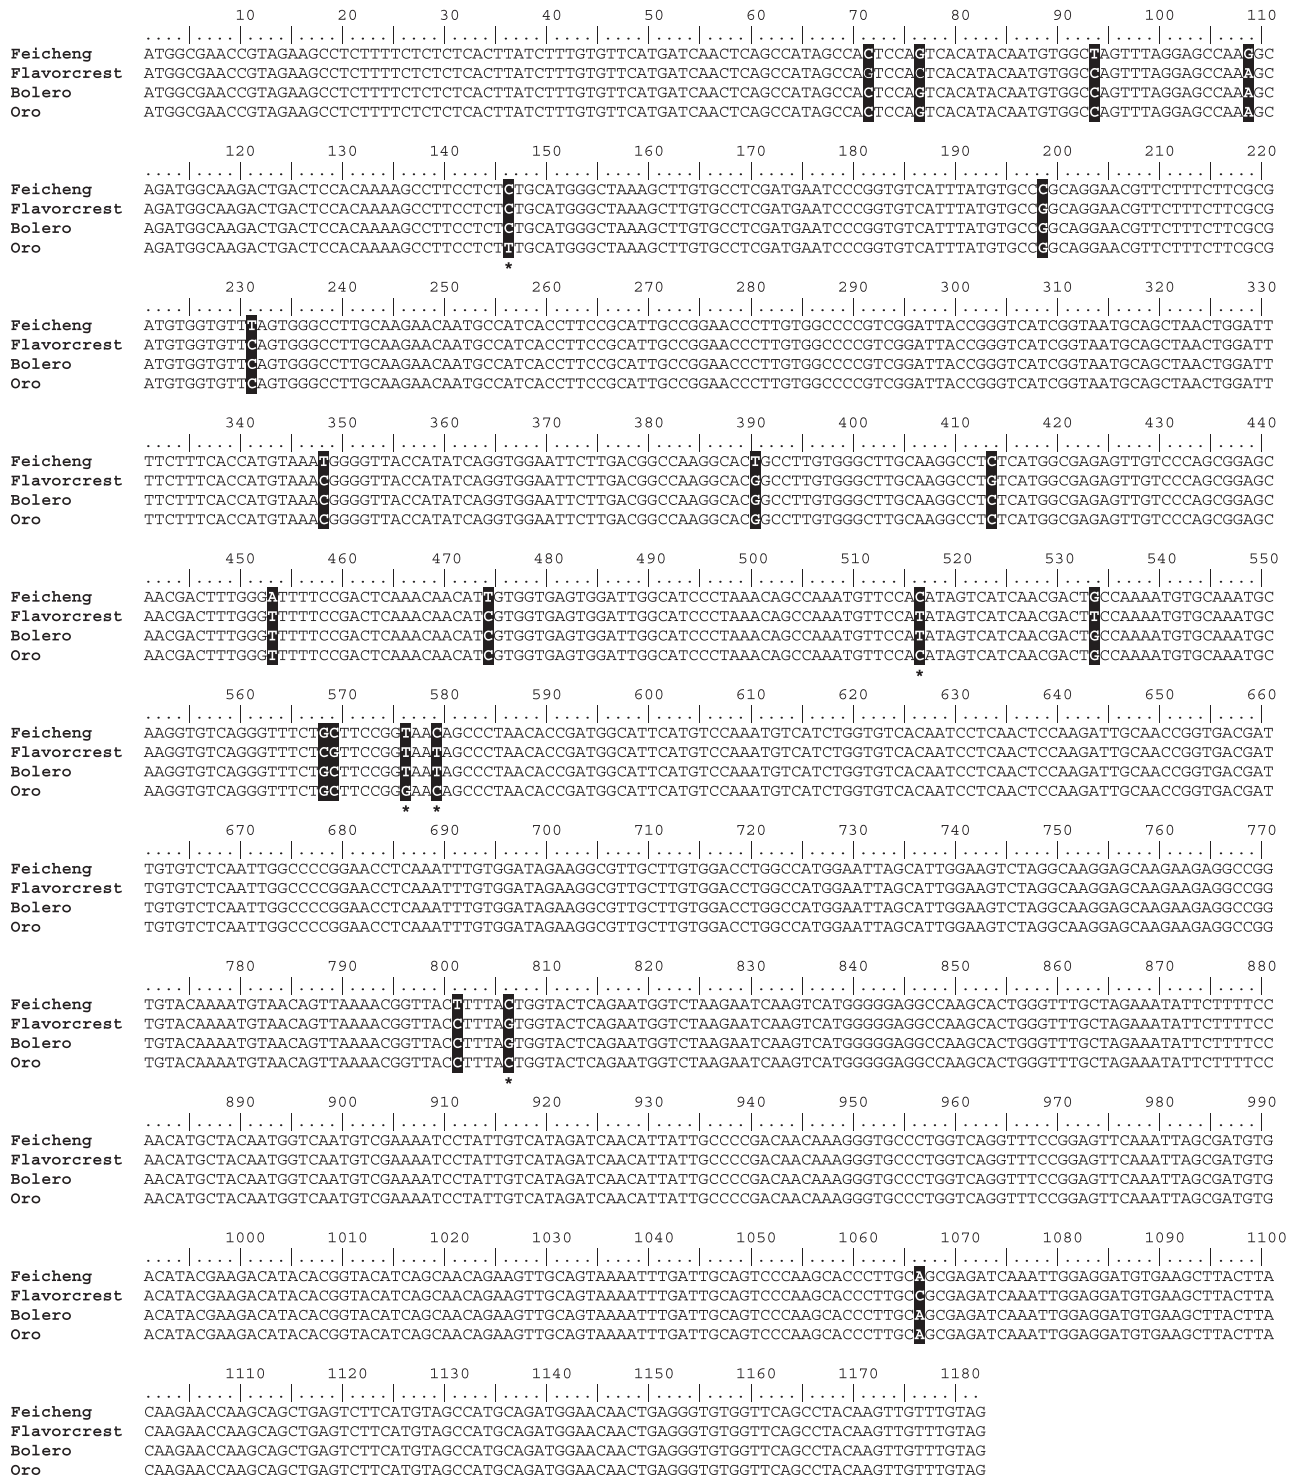 10 20 30 40 50 60 70 80 90 100 110
....|....|....|....|....|....|....|....|....|....|....|....|....|....|....|....|....|....|....|....|....|....|
Feicheng ATGGCGAACCGTAGAAGCCTCTTTTCTCTCTCACTTATCTTTGTGTTCATGATCAACTCAGCCATAGCCACTCCAGTCACATACAATGTGGCTAGTTTAGGAGCCAAGGC
Flavorcrest ATGGCGAACCGTAGAAGCCTCTTTTCTCTCTCACTTATCTTTGTGTTCATGATCAACTCAGCCATAGCCAGTCCACTCACATACAATGTGGCCAGTTTAGGAGCCAAAGC
Bolero ATGGCGAACCGTAGAAGCCTCTTTTCTCTCTCACTTATCTTTGTGTTCATGATCAACTCAGCCATAGCCACTCCAGTCACATACAATGTGGCCAGTTTAGGAGCCAAAGC
Oro ATGGCGAACCGTAGAAGCCTCTTTTCTCTCTCACTTATCTTTGTGTTCATGATCAACTCAGCCATAGCCACTCCAGTCACATACAATGTGGCCAGTTTAGGAGCCAAAGC
120 130 140 150 160 170 180 190 200 210 220
....|....|....|....|....|....|....|....|....|....|....|....|....|....|....|....|....|....|....|....|....|....|
Feicheng AGATGGCAAGACTGACTCCACAAAAGCCTTCCTCTCTGCATGGGCTAAAGCTTGTGCCTCGATGAATCCCGGTGTCATTTATGTGCCCGCAGGAACGTTCTTTCTTCGCG
Flavorcrest AGATGGCAAGACTGACTCCACAAAAGCCTTCCTCTCTGCATGGGCTAAAGCTTGTGCCTCGATGAATCCCGGTGTCATTTATGTGCCGGCAGGAACGTTCTTTCTTCGCG
Bolero AGATGGCAAGACTGACTCCACAAAAGCCTTCCTCTCTGCATGGGCTAAAGCTTGTGCCTCGATGAATCCCGGTGTCATTTATGTGCCGGCAGGAACGTTCTTTCTTCGCG
Oro AGATGGCAAGACTGACTCCACAAAAGCCTTCCTCTTTGCATGGGCTAAAGCTTGTGCCTCGATGAATCCCGGTGTCATTTATGTGCCGGCAGGAACGTTCTTTCTTCGCG
*
230 240 250 260 270 280 290 300 310 320 330
....|....|....|....|....|....|....|....|....|....|....|....|....|....|....|....|....|....|....|....|....|....|
Feicheng ATGTGGTGTTTAGTGGGCCTTGCAAGAACAATGCCATCACCTTCCGCATTGCCGGAACCCTTGTGGCCCCGTCGGATTACCGGGTCATCGGTAATGCAGCTAACTGGATT
Flavorcrest ATGTGGTGTTCAGTGGGCCTTGCAAGAACAATGCCATCACCTTCCGCATTGCCGGAACCCTTGTGGCCCCGTCGGATTACCGGGTCATCGGTAATGCAGCTAACTGGATT
Bolero ATGTGGTGTTCAGTGGGCCTTGCAAGAACAATGCCATCACCTTCCGCATTGCCGGAACCCTTGTGGCCCCGTCGGATTACCGGGTCATCGGTAATGCAGCTAACTGGATT
Oro ATGTGGTGTTCAGTGGGCCTTGCAAGAACAATGCCATCACCTTCCGCATTGCCGGAACCCTTGTGGCCCCGTCGGATTACCGGGTCATCGGTAATGCAGCTAACTGGATT
340 350 360 370 380 390 400 410 420 430 440
....|....|....|....|....|....|....|....|....|....|....|....|....|....|....|....|....|....|....|....|....|....|
Feicheng TTCTTTCACCATGTAAATGGGGTTACCATATCAGGTGGAATTCTTGACGGCCAAGGCACTGCCTTGTGGGCTTGCAAGGCCTCTCATGGCGAGAGTTGTCCCAGCGGAGC
Flavorcrest TTCTTTCACCATGTAAACGGGGTTACCATATCAGGTGGAATTCTTGACGGCCAAGGCACGGCCTTGTGGGCTTGCAAGGCCTGTCATGGCGAGAGTTGTCCCAGCGGAGC
Bolero TTCTTTCACCATGTAAACGGGGTTACCATATCAGGTGGAATTCTTGACGGCCAAGGCACGGCCTTGTGGGCTTGCAAGGCCTCTCATGGCGAGAGTTGTCCCAGCGGAGC
Oro TTCTTTCACCATGTAAACGGGGTTACCATATCAGGTGGAATTCTTGACGGCCAAGGCACGGCCTTGTGGGCTTGCAAGGCCTCTCATGGCGAGAGTTGTCCCAGCGGAGC
450 460 470 480 490 500 510 520 530 540 550
....|....|....|....|....|....|....|....|....|....|....|....|....|....|....|....|....|....|....|....|....|....|
Feicheng AACGACTTTGGGATTTTCCGACTCAAACAACATTGTGGTGAGTGGATTGGCATCCCTAAACAGCCAAATGTTCCACATAGTCATCAACGACTGCCAAAATGTGCAAATGC
Flavorcrest AACGACTTTGGGTTTTTCCGACTCAAACAACATCGTGGTGAGTGGATTGGCATCCCTAAACAGCCAAATGTTCCATATAGTCATCAACGACTTCCAAAATGTGCAAATGC
Bolero AACGACTTTGGGTTTTTCCGACTCAAACAACATCGTGGTGAGTGGATTGGCATCCCTAAACAGCCAAATGTTCCATATAGTCATCAACGACTGCCAAAATGTGCAAATGC
Oro AACGACTTTGGGTTTTTCCGACTCAAACAACATCGTGGTGAGTGGATTGGCATCCCTAAACAGCCAAATGTTCCACATAGTCATCAACGACTGCCAAAATGTGCAAATGC
*
560 570 580 590 600 610 620 630 640 650 660
....|....|....|....|....|....|....|....|....|....|....|....|....|....|....|....|....|....|....|....|....|....|
Feicheng AAGGTGTCAGGGTTTCTGCTTCCGGTAACAGCCCTAACACCGATGGCATTCATGTCCAAATGTCATCTGGTGTCACAATCCTCAACTCCAAGATTGCAACCGGTGACGAT
Flavorcrest AAGGTGTCAGGGTTTCTCGTTCCGGTAATAGCCCTAACACCGATGGCATTCATGTCCAAATGTCATCTGGTGTCACAATCCTCAACTCCAAGATTGCAACCGGTGACGAT
Bolero AAGGTGTCAGGGTTTCTGCTTCCGGTAATAGCCCTAACACCGATGGCATTCATGTCCAAATGTCATCTGGTGTCACAATCCTCAACTCCAAGATTGCAACCGGTGACGAT
Oro AAGGTGTCAGGGTTTCTGCTTCCGGGAACAGCCCTAACACCGATGGCATTCATGTCCAAATGTCATCTGGTGTCACAATCCTCAACTCCAAGATTGCAACCGGTGACGAT
* *
670 680 690 700 710 720 730 740 750 760 770
....|....|....|....|....|....|....|....|....|....|....|....|....|....|....|....|....|....|....|....|....|....|
Feicheng TGTGTCTCAATTGGCCCCGGAACCTCAAATTTGTGGATAGAAGGCGTTGCTTGTGGACCTGGCCATGGAATTAGCATTGGAAGTCTAGGCAAGGAGCAAGAAGAGGCCGG
Flavorcrest TGTGTCTCAATTGGCCCCGGAACCTCAAATTTGTGGATAGAAGGCGTTGCTTGTGGACCTGGCCATGGAATTAGCATTGGAAGTCTAGGCAAGGAGCAAGAAGAGGCCGG
Bolero TGTGTCTCAATTGGCCCCGGAACCTCAAATTTGTGGATAGAAGGCGTTGCTTGTGGACCTGGCCATGGAATTAGCATTGGAAGTCTAGGCAAGGAGCAAGAAGAGGCCGG
Oro TGTGTCTCAATTGGCCCCGGAACCTCAAATTTGTGGATAGAAGGCGTTGCTTGTGGACCTGGCCATGGAATTAGCATTGGAAGTCTAGGCAAGGAGCAAGAAGAGGCCGG
780 790 800 810 820 830 840 850 860 870 880
....|....|....|....|....|....|....|....|....|....|....|....|....|....|....|....|....|....|....|....|....|....|
Feicheng TGTACAAAATGTAACAGTTAAAACGGTTACTTTTACTGGTACTCAGAATGGTCTAAGAATCAAGTCATGGGGGAGGCCAAGCACTGGGTTTGCTAGAAATATTCTTTTCC
Flavorcrest TGTACAAAATGTAACAGTTAAAACGGTTACCTTTAGTGGTACTCAGAATGGTCTAAGAATCAAGTCATGGGGGAGGCCAAGCACTGGGTTTGCTAGAAATATTCTTTTCC
Bolero TGTACAAAATGTAACAGTTAAAACGGTTACCTTTAGTGGTACTCAGAATGGTCTAAGAATCAAGTCATGGGGGAGGCCAAGCACTGGGTTTGCTAGAAATATTCTTTTCC
Oro TGTACAAAATGTAACAGTTAAAACGGTTACCTTTACTGGTACTCAGAATGGTCTAAGAATCAAGTCATGGGGGAGGCCAAGCACTGGGTTTGCTAGAAATATTCTTTTCC
*
890 900 910 920 930 940 950 960 970 980 990
....|....|....|....|....|....|....|....|....|....|....|....|....|....|....|....|....|....|....|....|....|....|
Feicheng AACATGCTACAATGGTCAATGTCGAAAATCCTATTGTCATAGATCAACATTATTGCCCCGACAACAAAGGGTGCCCTGGTCAGGTTTCCGGAGTTCAAATTAGCGATGTG
Flavorcrest AACATGCTACAATGGTCAATGTCGAAAATCCTATTGTCATAGATCAACATTATTGCCCCGACAACAAAGGGTGCCCTGGTCAGGTTTCCGGAGTTCAAATTAGCGATGTG
Bolero AACATGCTACAATGGTCAATGTCGAAAATCCTATTGTCATAGATCAACATTATTGCCCCGACAACAAAGGGTGCCCTGGTCAGGTTTCCGGAGTTCAAATTAGCGATGTG
Oro AACATGCTACAATGGTCAATGTCGAAAATCCTATTGTCATAGATCAACATTATTGCCCCGACAACAAAGGGTGCCCTGGTCAGGTTTCCGGAGTTCAAATTAGCGATGTG
1000 1010 1020 1030 1040 1050 1060 1070 1080 1090 1100
....|....|....|....|....|....|....|....|....|....|....|....|....|....|....|....|....|....|....|....|....|....|
Feicheng ACATACGAAGACATACACGGTACATCAGCAACAGAAGTTGCAGTAAAATTTGATTGCAGTCCCAAGCACCCTTGCAGCGAGATCAAATTGGAGGATGTGAAGCTTACTTA
Flavorcrest ACATACGAAGACATACACGGTACATCAGCAACAGAAGTTGCAGTAAAATTTGATTGCAGTCCCAAGCACCCTTGCCGCGAGATCAAATTGGAGGATGTGAAGCTTACTTA
Bolero ACATACGAAGACATACACGGTACATCAGCAACAGAAGTTGCAGTAAAATTTGATTGCAGTCCCAAGCACCCTTGCAGCGAGATCAAATTGGAGGATGTGAAGCTTACTTA
Oro ACATACGAAGACATACACGGTACATCAGCAACAGAAGTTGCAGTAAAATTTGATTGCAGTCCCAAGCACCCTTGCAGCGAGATCAAATTGGAGGATGTGAAGCTTACTTA
1110 1120 1130 1140 1150 1160 1170 1180
....|....|....|....|....|....|....|....|....|....|....|....|....|....|....|....|..
Feicheng CAAGAACCAAGCAGCTGAGTCTTCATGTAGCCATGCAGATGGAACAACTGAGGGTGTGGTTCAGCCTACAAGTTGTTTGTAG
Flavorcrest CAAGAACCAAGCAGCTGAGTCTTCATGTAGCCATGCAGATGGAACAACTGAGGGTGTGGTTCAGCCTACAAGTTGTTTGTAG
Bolero CAAGAACCAAGCAGCTGAGTCTTCATGTAGCCATGCAGATGGAACAACTGAGGGTGTGGTTCAGCCTACAAGTTGTTTGTAG
Oro CAAGAACCAAGCAGCTGAGTCTTCATGTAGCCATGCAGATGGAACAACTGAGGGTGTGGTTCAGCCTACAAGTTGTTTGTAG